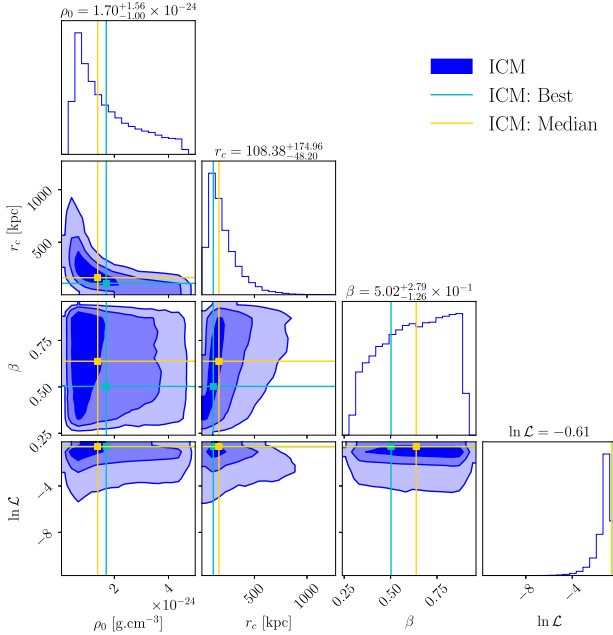 ρ₀ = 1.70⁺¹·⁵⁶₋₁.₀₀ × 10⁻²⁴
ICM
ICM: Best
ICM: Median
r_c = 108.38⁺¹⁷⁴·⁹⁶₋₄₈.₂₀
r_c [kpc]
1000
500
β = 5.02⁺²·⁷⁹₋₁.₂₆ × 10⁻¹
β
0.75
0.50
0.25
ln ℒ = −0.61
ln ℒ
−4
−8
2
4
×10⁻²⁴
ρ₀ [g.cm⁻³]
500
1000
r_c [kpc]
0.25
0.50
0.75
β
−8
−4
ln ℒ